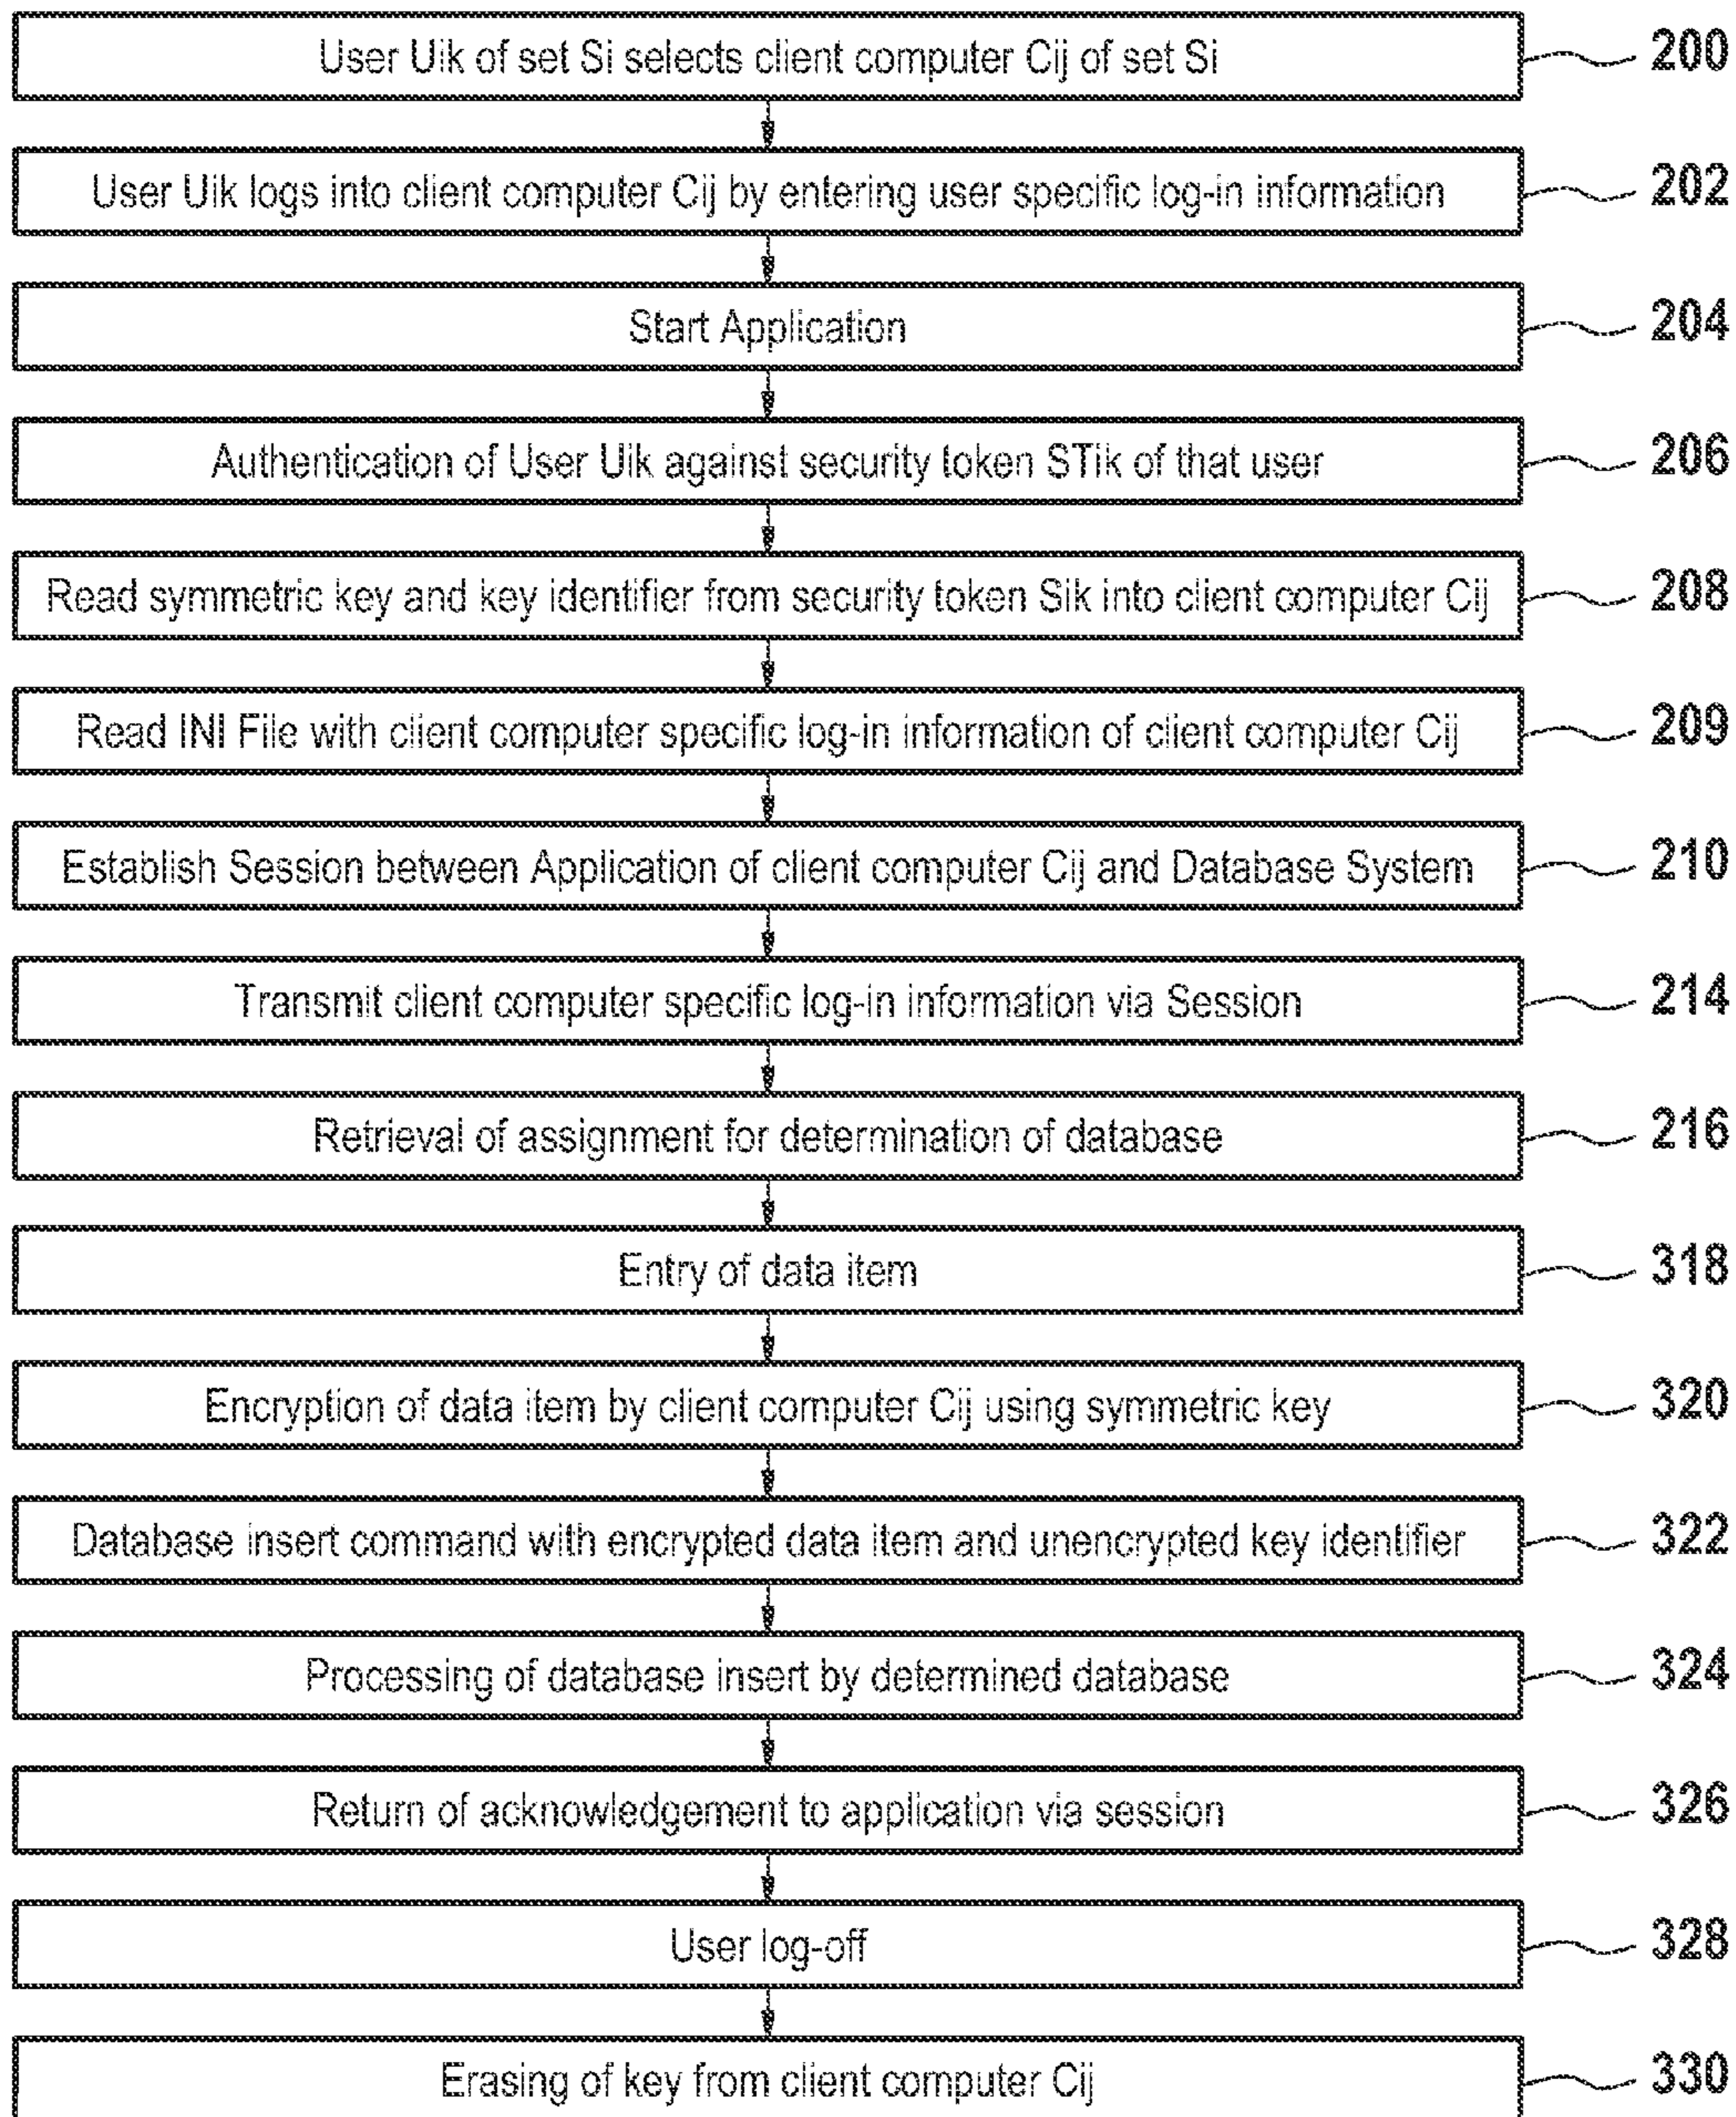 User Uik of set Si selects client computer Cij of set Si 200
User Uik logs into client computer Cij by entering user specific log-in information 202
Start Application 204
Authentication of User Uik against security token STik of that user 206
Read symmetric key and key identifier from security token Sik into client computer Cij 208
Read INI File with client computer specific log-in information of client computer Cij 209
Establish Session between Application of client computer Cij and Database System 210
Transmit client computer specific log-in information via Session 214
Retrieval of assignment for determination of database 216
Entry of data item 318
Encryption of data item by client computer Cij using symmetric key 320
Database insert command with encrypted data item and unencrypted key identifier 322
Processing of database insert by determined database 324
Return of acknowledgement to application via session 326
User log-off 328
Erasing of key from client computer Cij 330